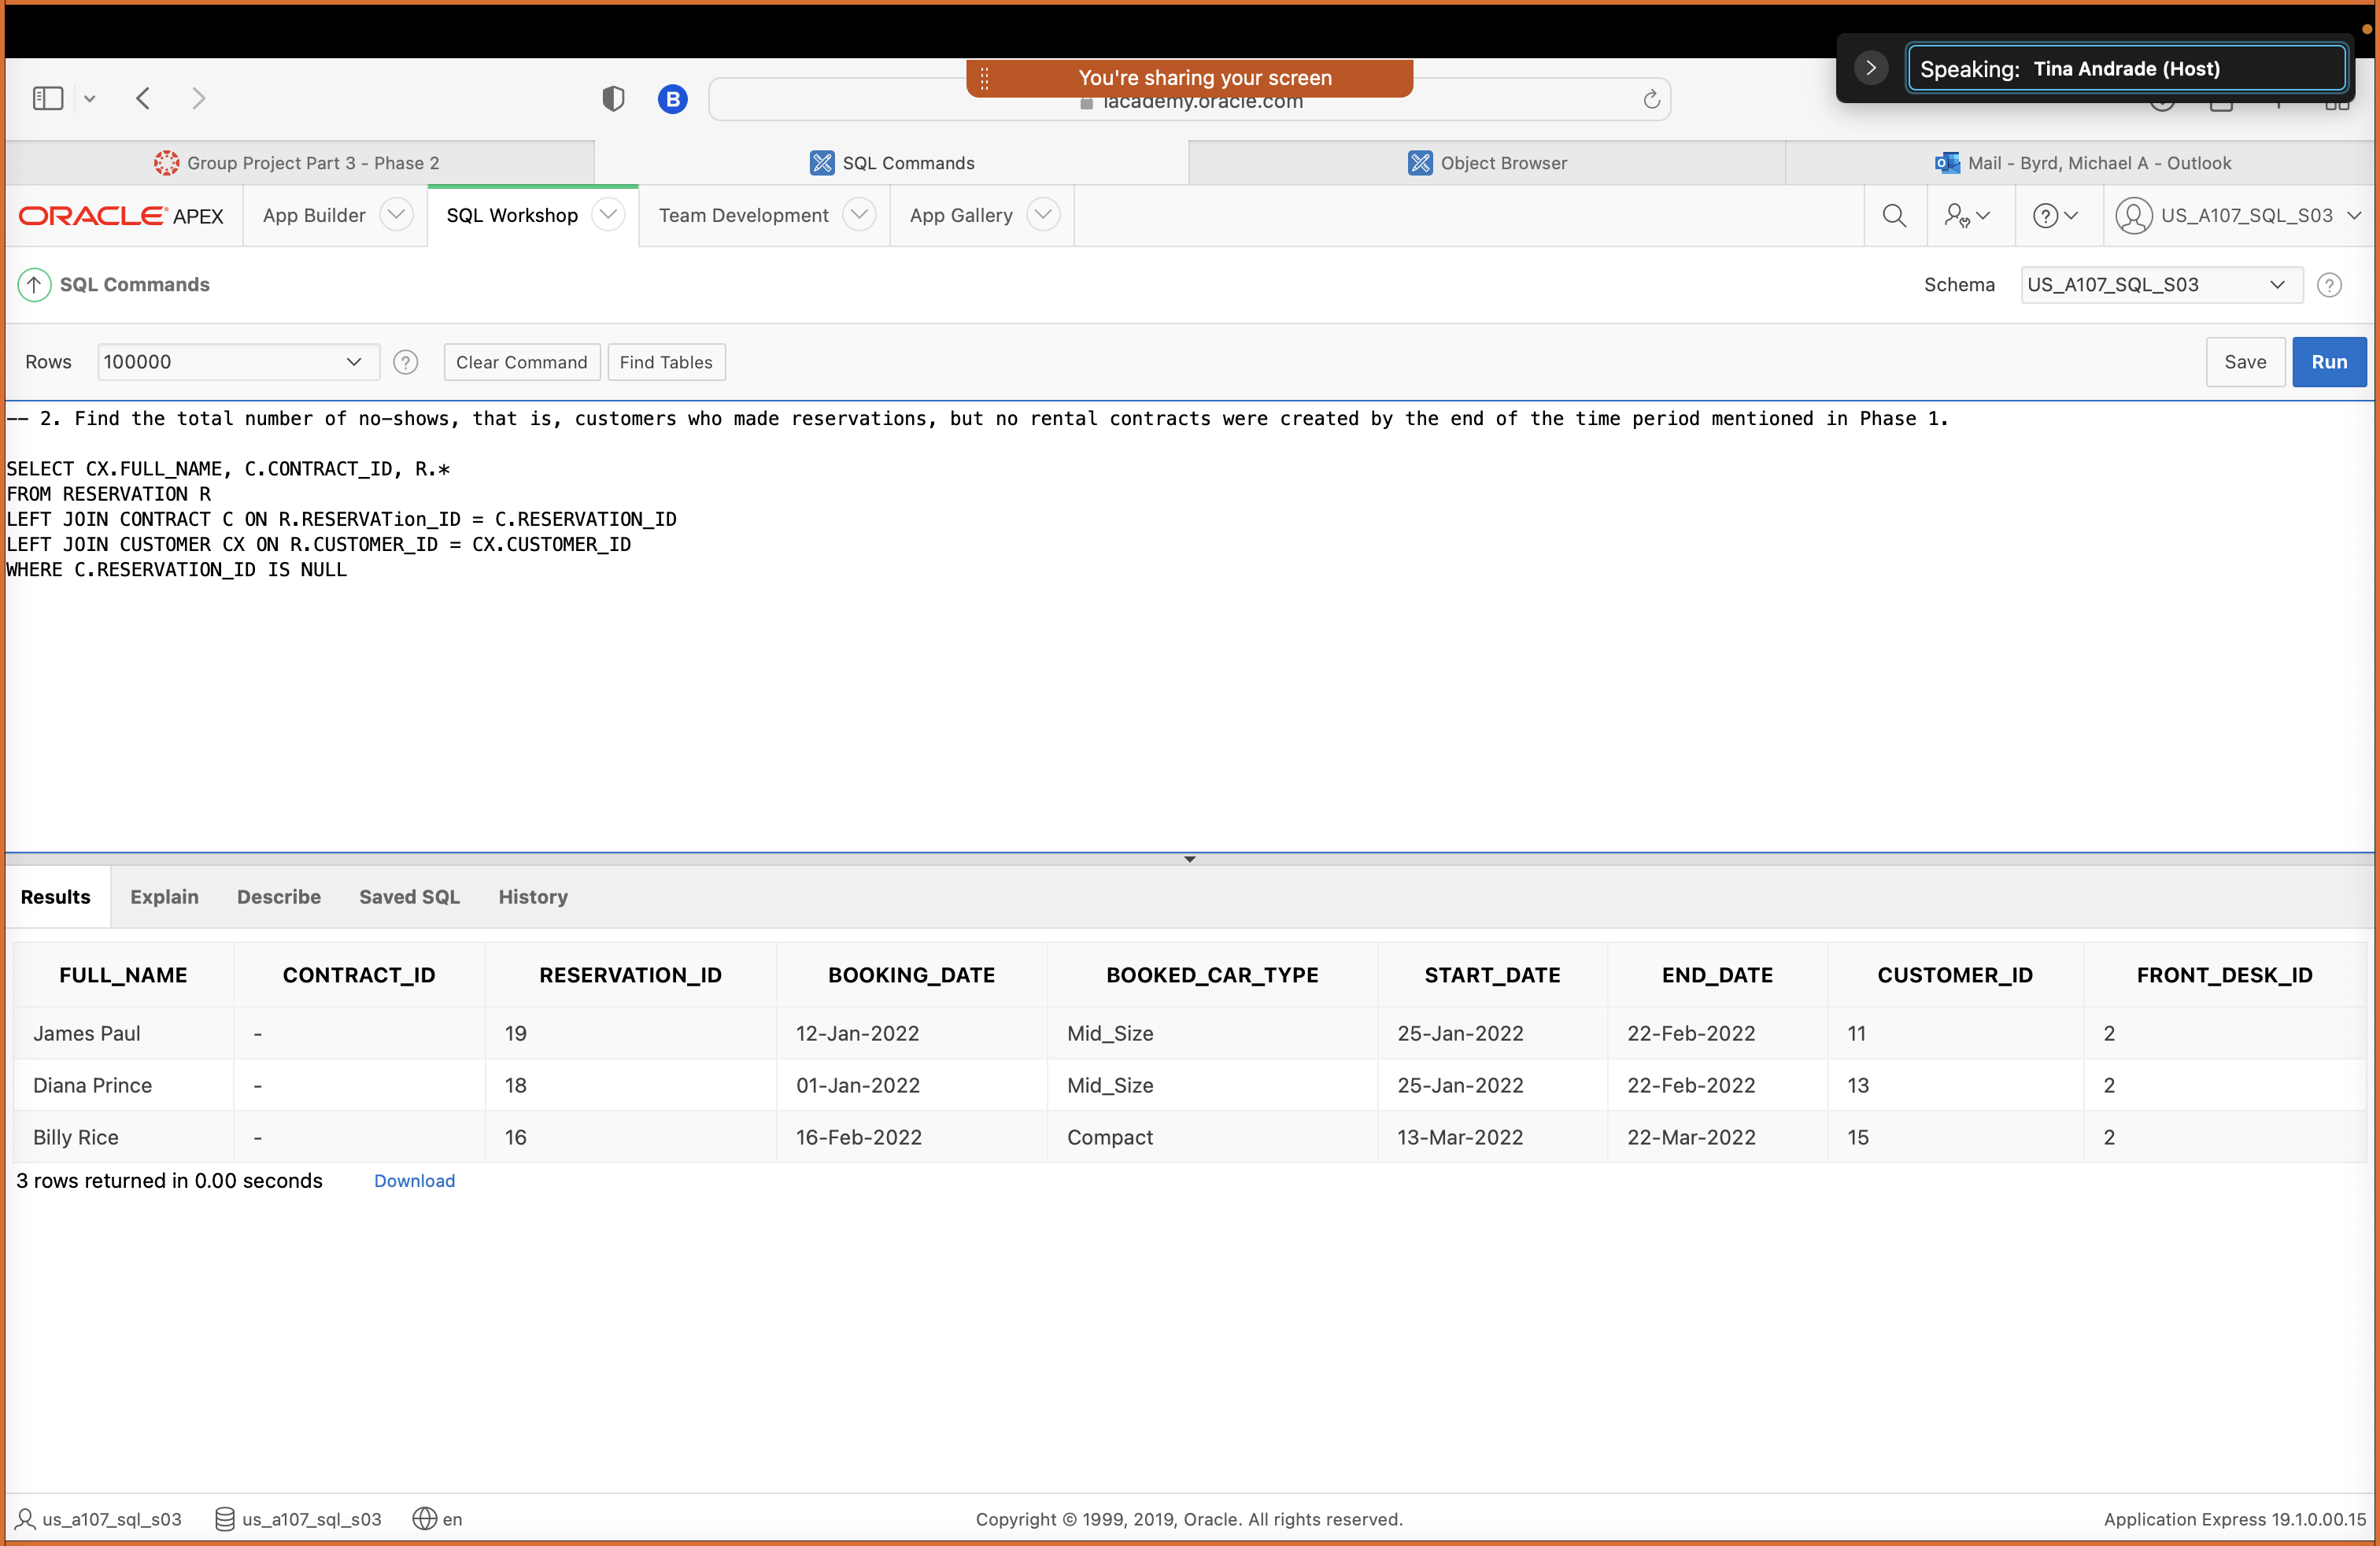 You're sharing your screen
Speaking: Tina Andrade (Host)
B
iacademy.oracle.com
Group Project Part 3 - Phase 2
SQL Commands
Object Browser
Mail - Byrd, Michael A - Outlook
ORACLE APEX
App Builder
SQL Workshop
Team Development
App Gallery
US_A107_SQL_S03
SQL Commands
Schema
US_A107_SQL_S03
Rows
100000
Clear Command
Find Tables
Save
Run
-- 2. Find the total number of no-shows, that is, customers who made reservations, but no rental contracts were created by the end of the time period mentioned in Phase 1.
SELECT CX.FULL_NAME, C.CONTRACT_ID, R.*
FROM RESERVATION R
LEFT JOIN CONTRACT C ON R.RESERVATion_ID = C.RESERVATION_ID
LEFT JOIN CUSTOMER CX ON R.CUSTOMER_ID = CX.CUSTOMER_ID
WHERE C.RESERVATION_ID IS NULL
Results Explain Describe Saved SQL History
FULL_NAME CONTRACT_ID RESERVATION_ID BOOKING_DATE BOOKED_CAR_TYPE START_DATE END_DATE CUSTOMER_ID FRONT_DESK_ID
James Paul - 19 12-Jan-2022 Mid_Size 25-Jan-2022 22-Feb-2022 11 2
Diana Prince - 18 01-Jan-2022 Mid_Size 25-Jan-2022 22-Feb-2022 13 2
Billy Rice - 16 16-Feb-2022 Compact 13-Mar-2022 22-Mar-2022 15 2
3 rows returned in 0.00 seconds Download
us_a107_sql_s03 us_a107_sql_s03 en Copyright © 1999, 2019, Oracle. All rights reserved. Application Express 19.1.0.00.15